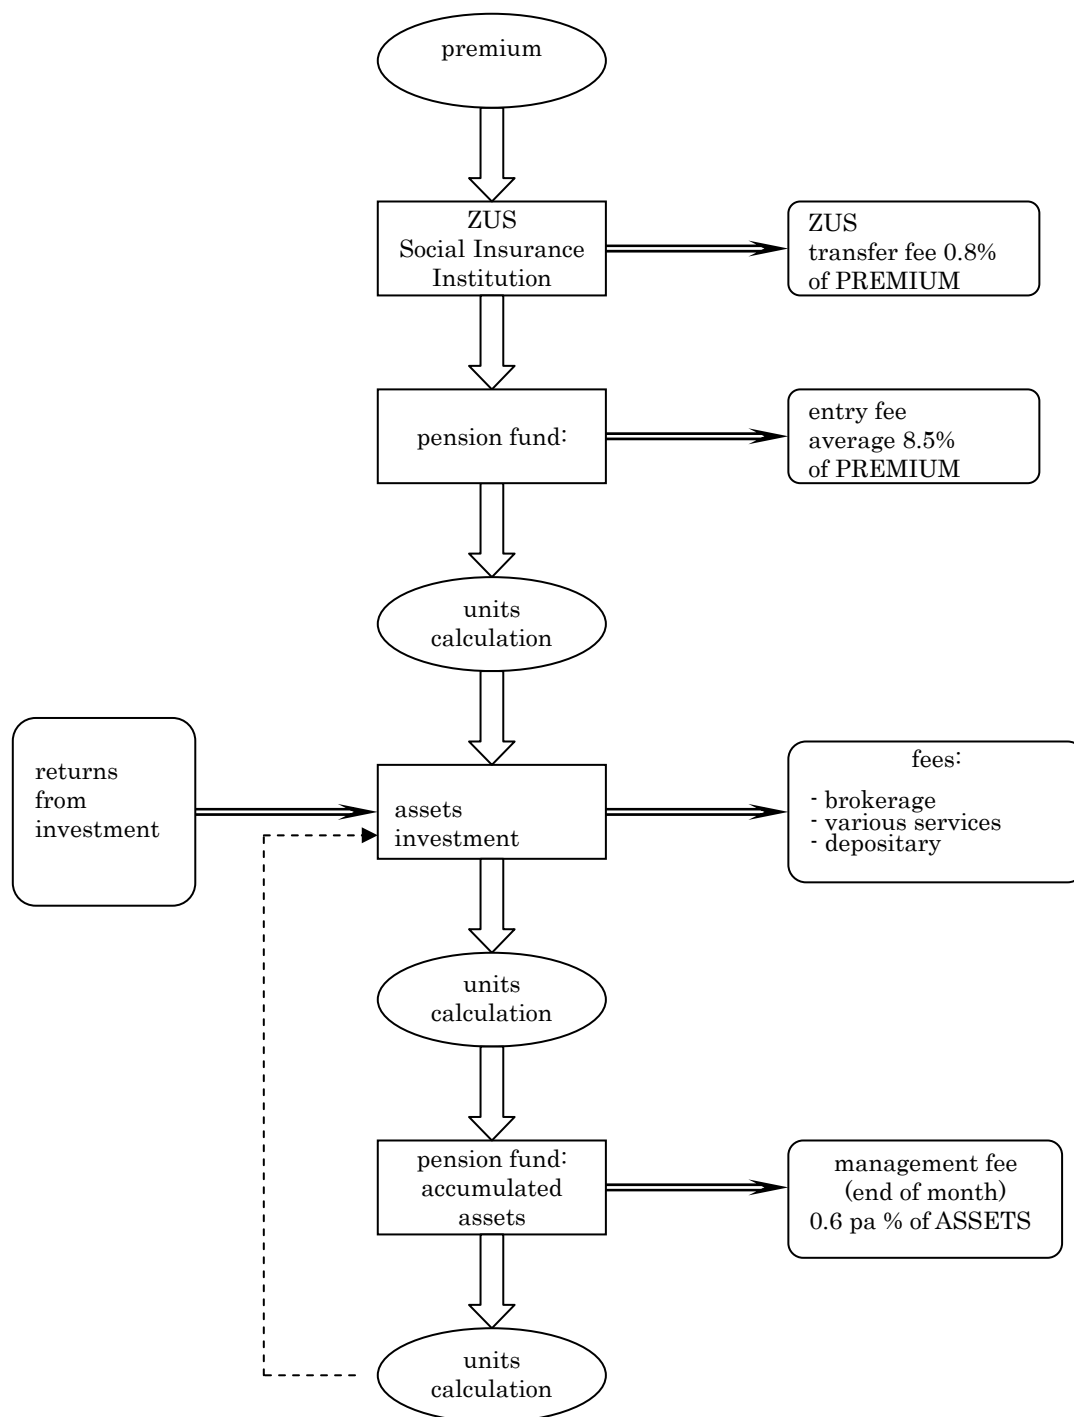 premium
ZUS
Social Insurance
Institution
ZUS
transfer fee 0.8%
of PREMIUM
pension fund:
entry fee
average 8.5%
of PREMIUM
units
calculation
returns
from
investment
assets
investment
fees:
- brokerage
- various services
- depositary
units
calculation
pension fund:
accumulated
assets
management fee
(end of month)
0.6 pa % of ASSETS
units
calculation